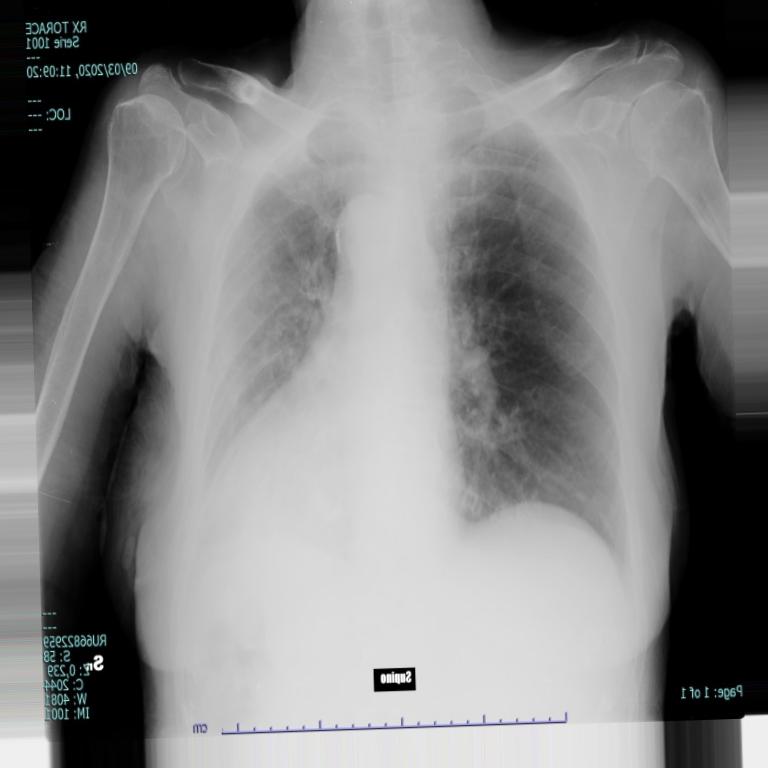 RX TORACE
Serie 1001
---
09/03/2020, 11:09:20
---
LOC: ---
---
---
---
RU66822959
S: 58
Z: 0,239
C: 2044
W: 4081
IM: 1001
Supino
cm
Page: 1 of 1